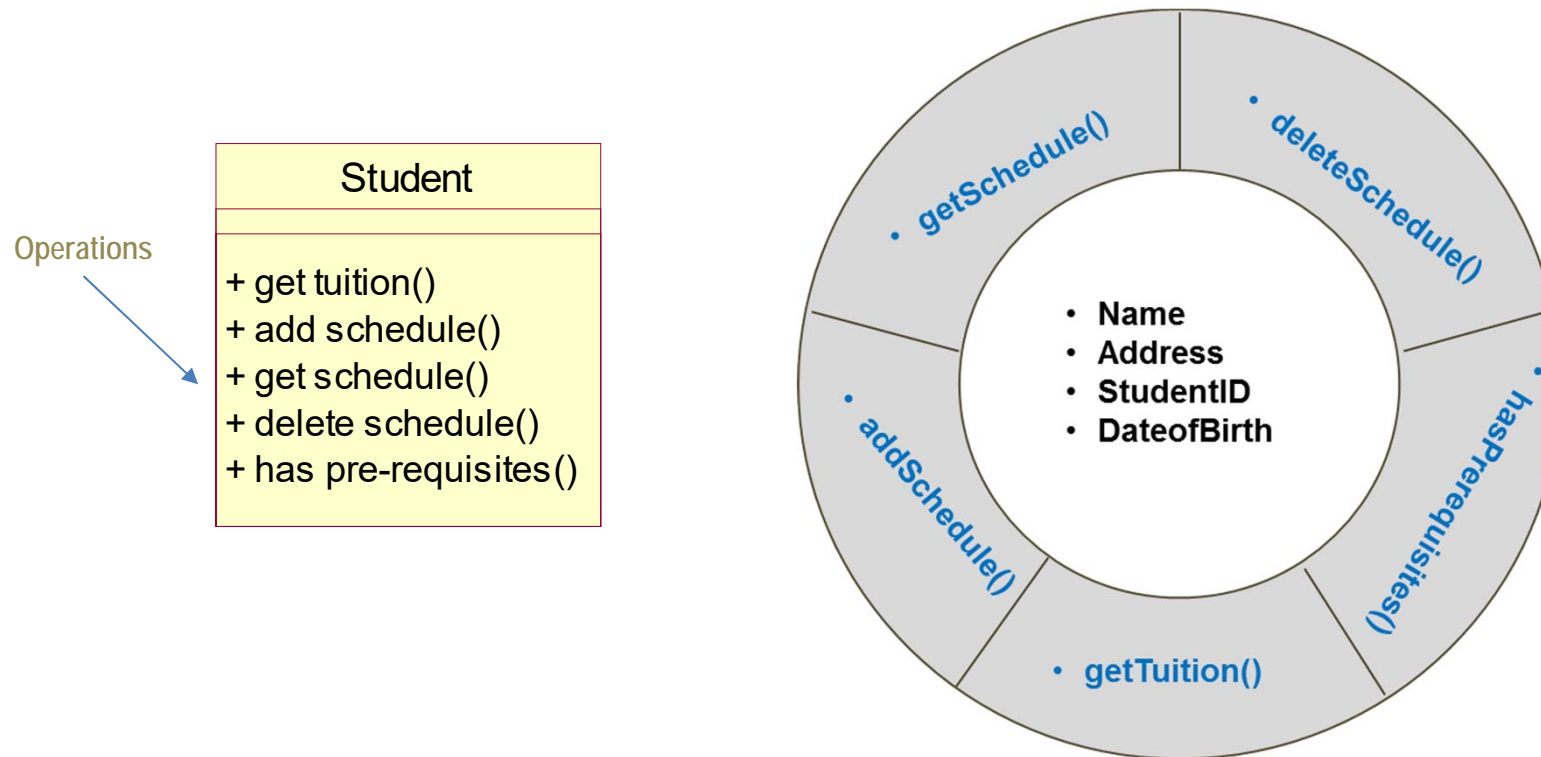 Student
Operations
+ get tuition()
+ add schedule()
+ get schedule()
+ delete schedule()
+ has pre-requisites()
• getSchedule()
• deleteSchedule()
• hasPrerequisites()
• getTuition()
• addSchedule()
• Name
• Address
• StudentID
• DateofBirth